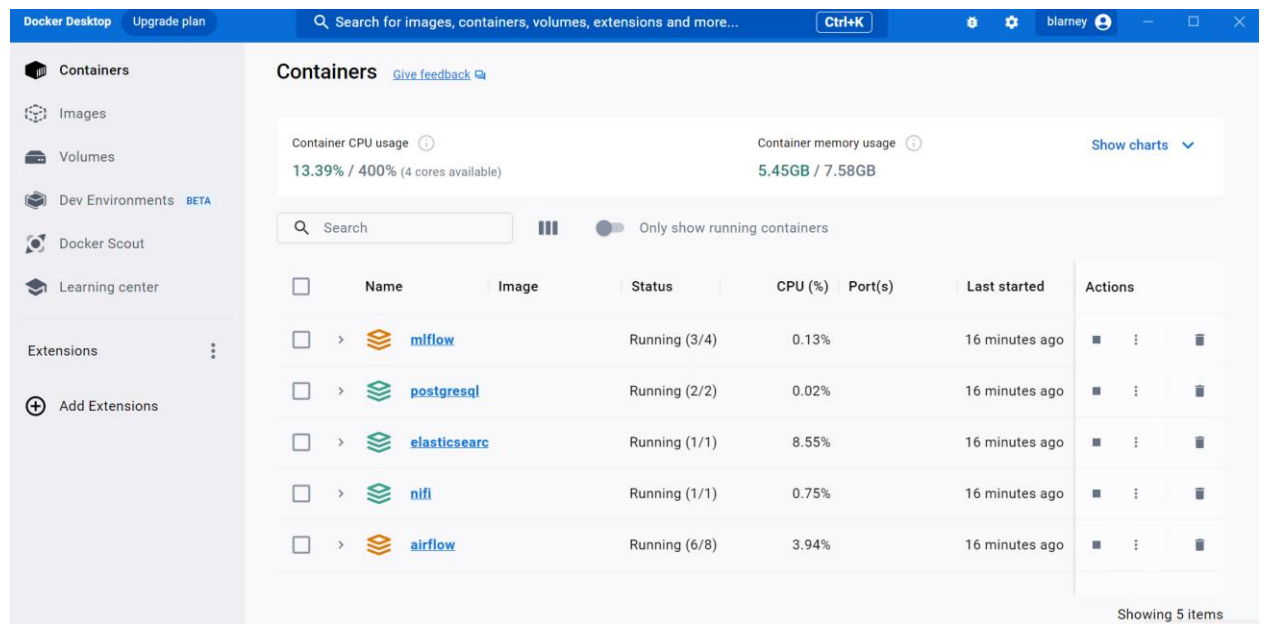 Docker Desktop Upgrade plan Search for images, containers, volumes, extensions and more... Ctrl+K blarney
Containers
Images
Volumes
Dev Environments BETA
Docker Scout
Learning center
Extensions
Add Extensions
Containers Give feedback
Container CPU usage
13.39% / 400% (4 cores available)
Container memory usage
5.45GB / 7.58GB
Show charts
Search
Only show running containers
Name Image Status CPU (%) Port(s) Last started Actions
mlflow Running (3/4) 0.13% 16 minutes ago
postgresql Running (2/2) 0.02% 16 minutes ago
elasticsearc Running (1/1) 8.55% 16 minutes ago
nifi Running (1/1) 0.75% 16 minutes ago
airflow Running (6/8) 3.94% 16 minutes ago
Showing 5 items